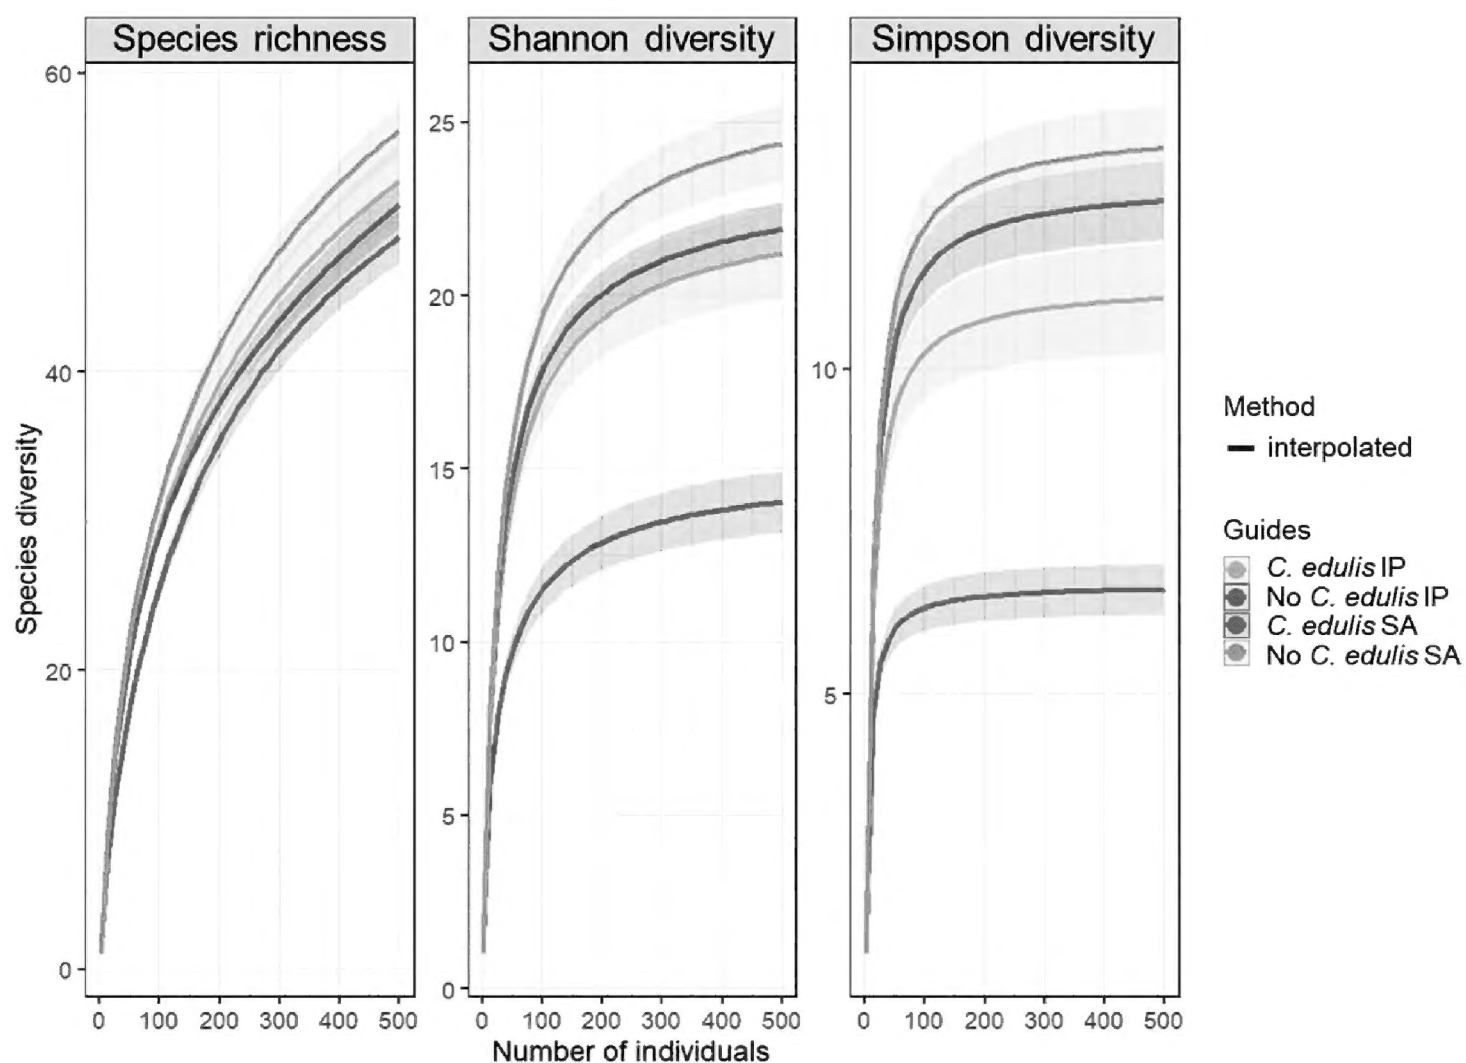 Species richness
Shannon diversity
Simpson diversity
Species diversity
60
40
20
0
25
20
15
10
5
0
10
5
0 100 200 300 400 500
0 100 200 300 400 500
0 100 200 300 400 500
Number of individuals
Method
interpolated
Guides
C. edulis IP
No C. edulis IP
C. edulis SA
No C. edulis SA